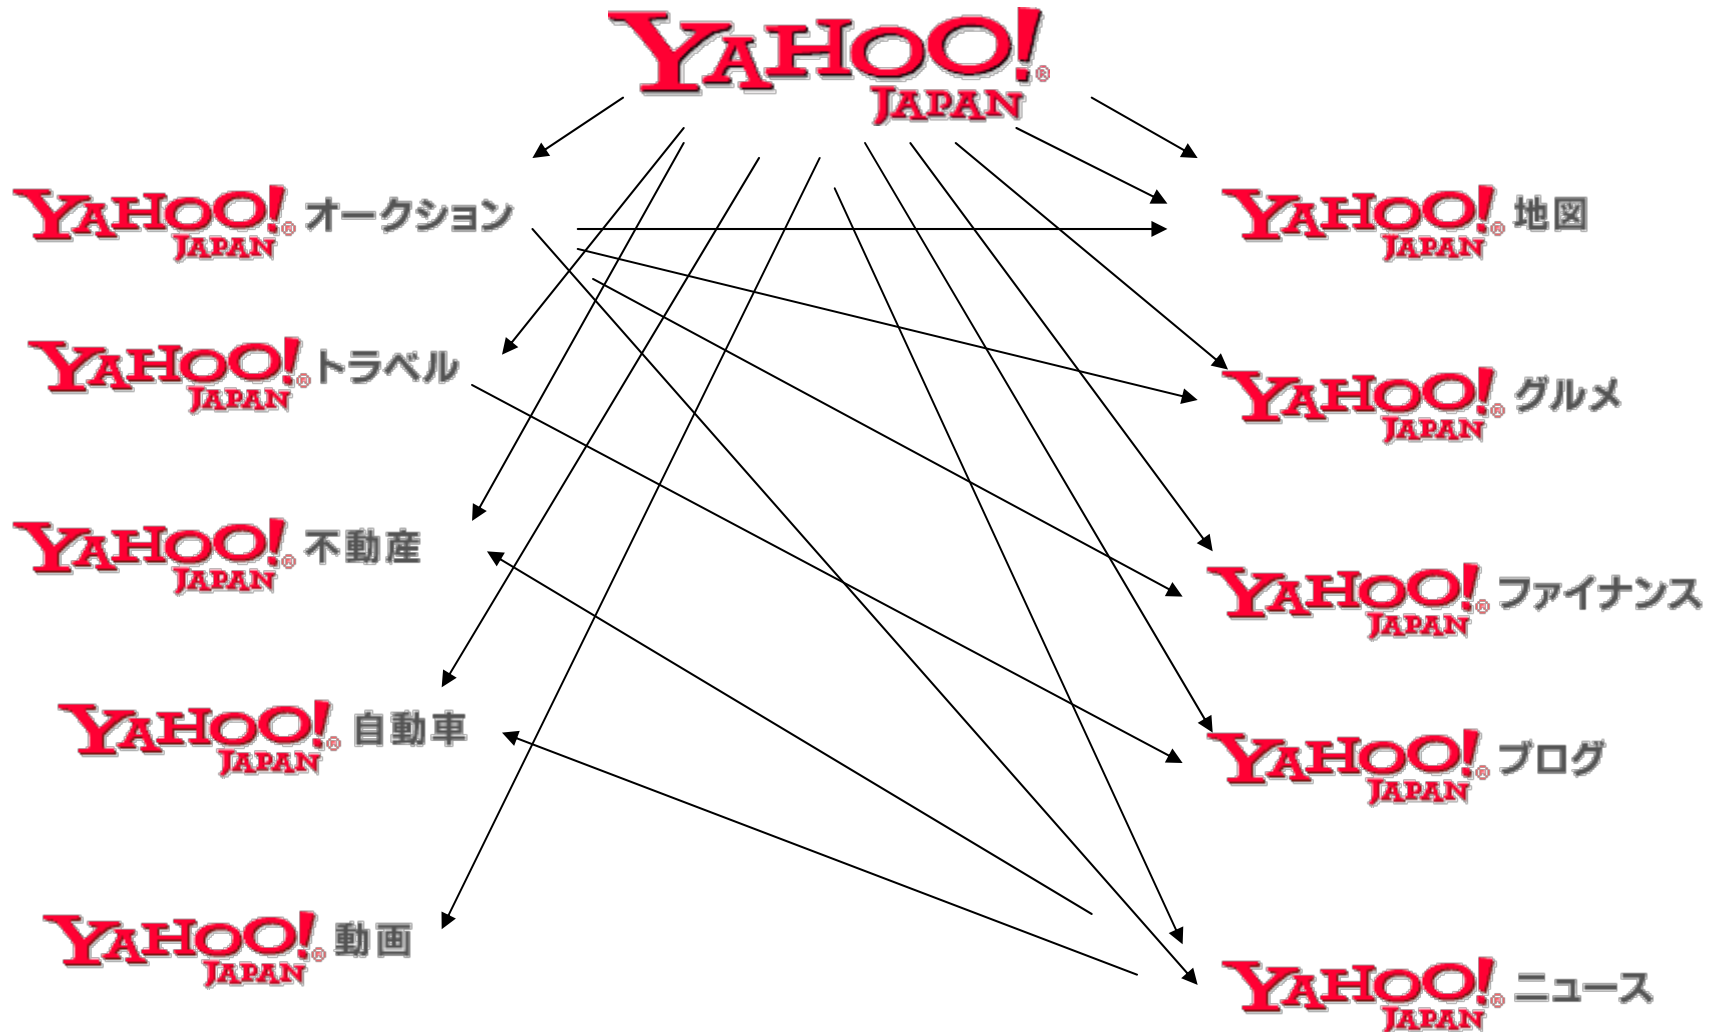 YAHOO!®
JAPAN
YAHOO!® オークション
JAPAN
YAHOO!® 地図
JAPAN
YAHOO!® トラベル
JAPAN
YAHOO!® グルメ
JAPAN
YAHOO!® 不動産
JAPAN
YAHOO!® ファイナンス
JAPAN
YAHOO!® 自動車
JAPAN
YAHOO!® ブログ
JAPAN
YAHOO!® 動画
JAPAN
YAHOO!® ニュース
JAPAN